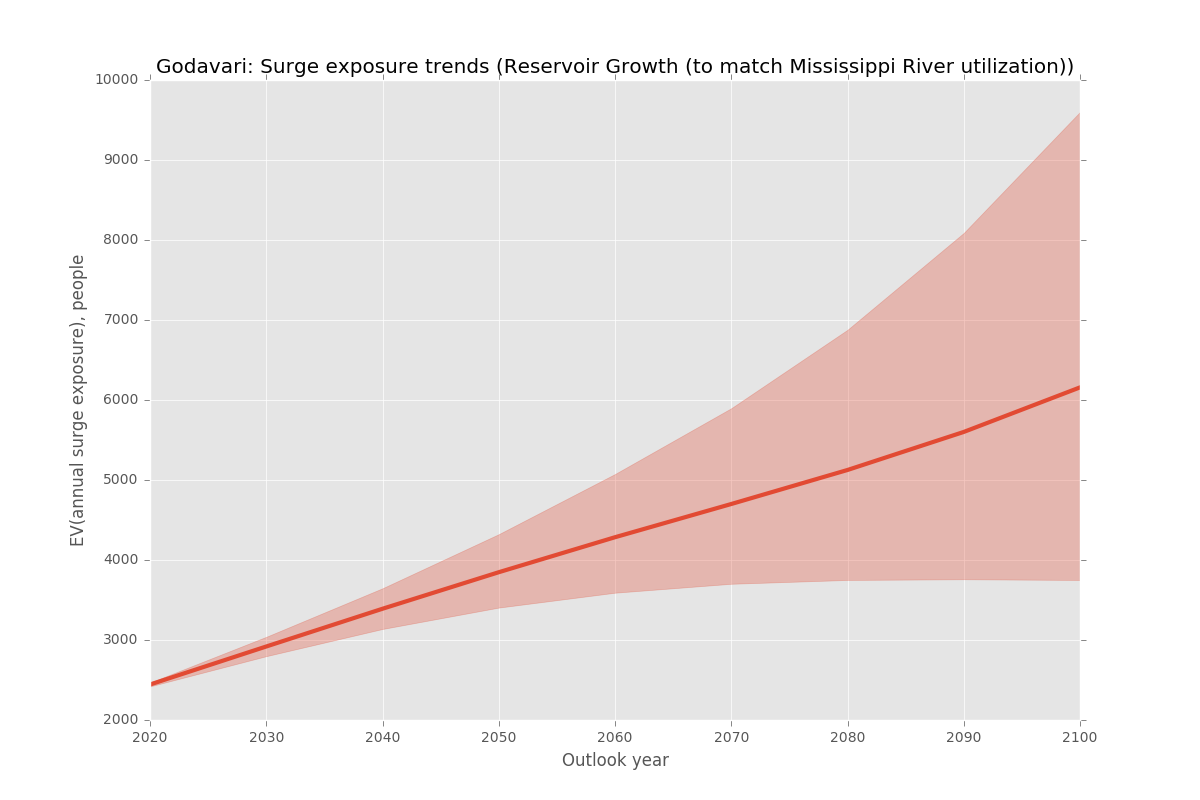 Godavari: Surge exposure trends (Reservoir Growth (to match Mississippi River utilization))
10000
9000
8000
7000
6000
5000
4000
3000
2000
EV(annual surge exposure), people
2020 2030 2040 2050 2060 2070 2080 2090 2100
Outlook year